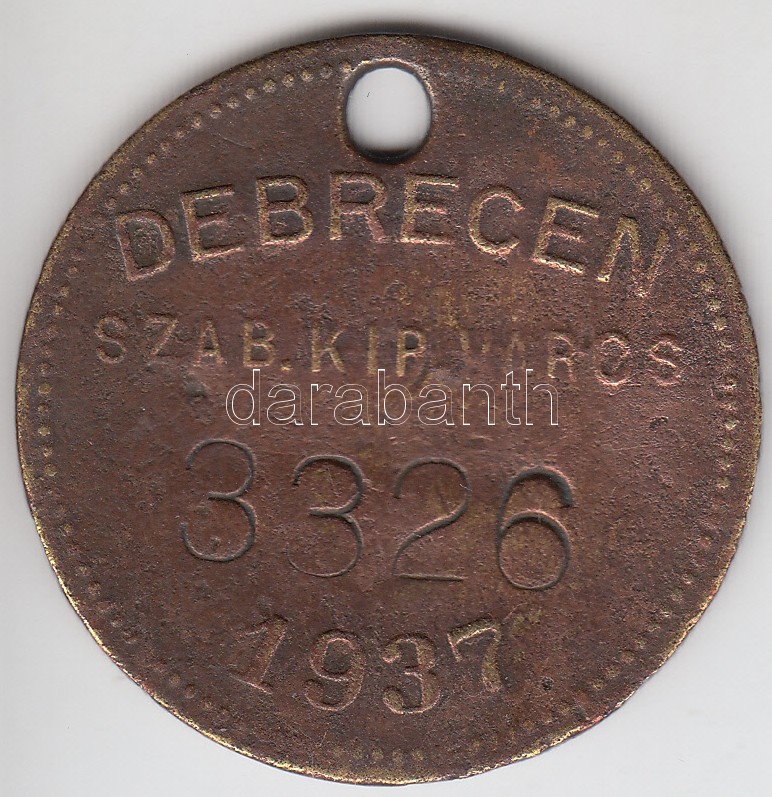 DEBRECEN
SZAB. KIR. VAROS
darabanth
3326
1937